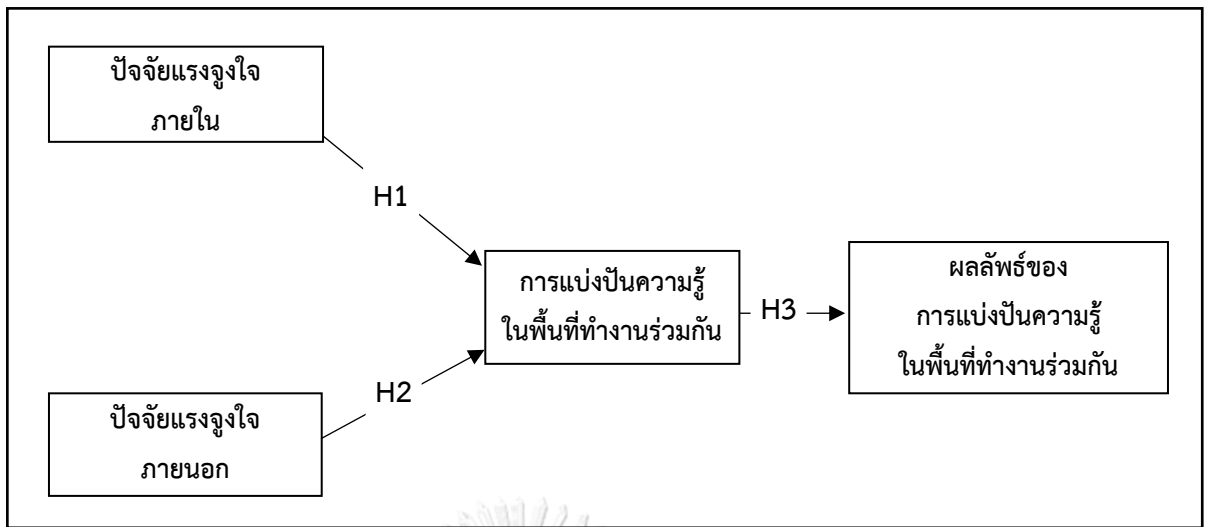 ปัจจัยแรงจูงใจ
ภายใน
H1
การแบ่งปันความรู้
ในพื้นที่ทำงานร่วมกัน
H3
ผลลัพธ์ของ
การแบ่งปันความรู้
ในพื้นที่ทำงานร่วมกัน
H2
ปัจจัยแรงจูงใจ
ภายนอก